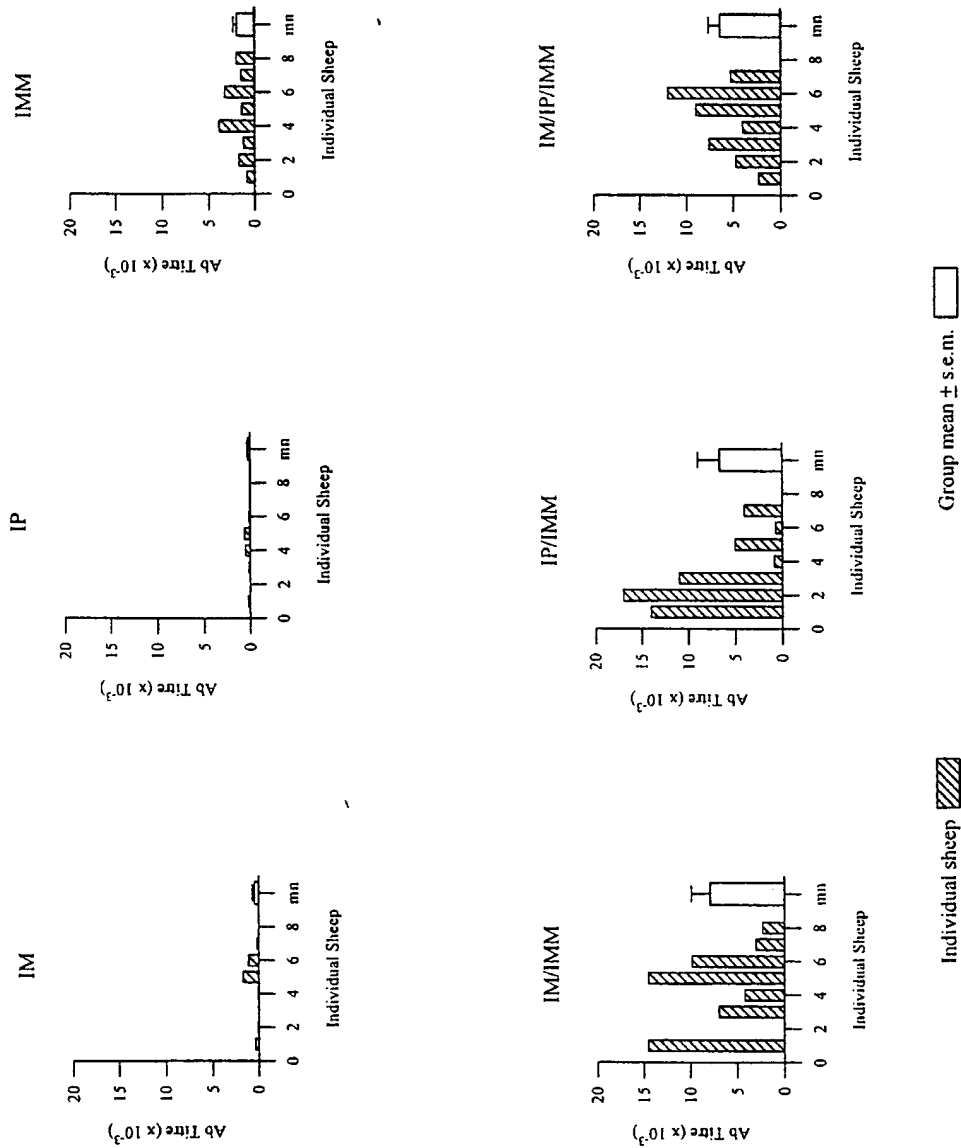 IM
Ab Titre (x 10⁻³)
20
15
10
5
0
0 2 4 6 8 mn
Individual Sheep
IP
Ab Titre (x 10⁻³)
20
15
10
5
0
0 2 4 6 8 mn
Individual Sheep
IMM
Ab Titre (x 10⁻³)
20
15
10
5
0
0 2 4 6 8 mn
Individual Sheep
IM/IMM
Ab Titre (x 10⁻³)
20
15
10
5
0
0 2 4 6 8 mn
Individual Sheep
IP/IMM
Ab Titre (x 10⁻³)
20
15
10
5
0
0 2 4 6 8 mn
Individual Sheep
IM/IP/IMM
Ab Titre (x 10⁻³)
20
15
10
5
0
0 2 4 6 8 mn
Individual Sheep
Individual sheep
Group mean ± s.e.m.